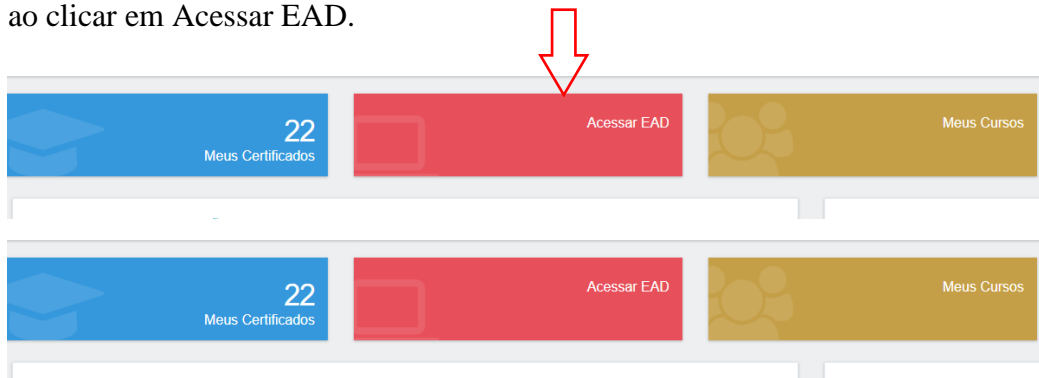 ao clicar em Acessar EAD.
22
Meus Certificados
Acessar EAD
Meus Cursos
22
Meus Certificados
Acessar EAD
Meus Cursos